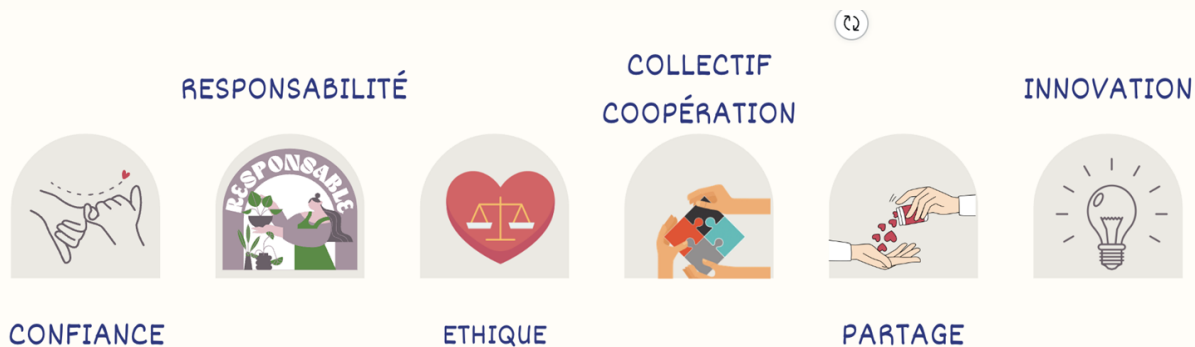 COLLECTIF
RESPONSABILITÉ
INNOVATION
COOPÉRATION
RESPONSABLE
CONFIANCE
ETHIQUE
PARTAGE